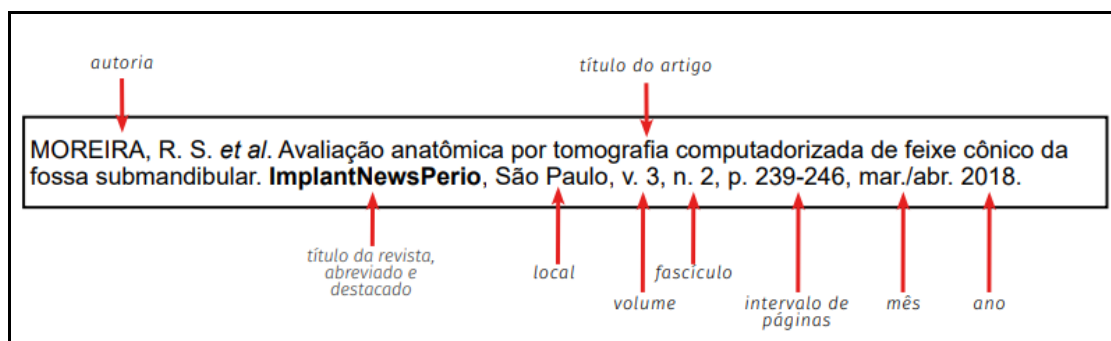 autoria
título do artigo
MOREIRA, R. S. et al. Avaliação anatômica por tomografia computadorizada de feixe cônico da
fossa submandibular. ImplantNewsPerio, São Paulo, v. 3, n. 2, p. 239-246, mar./abr. 2018.
título da revista,
abreviado e
destacado
local
volume
fascículo
intervalo de
páginas
mês
ano